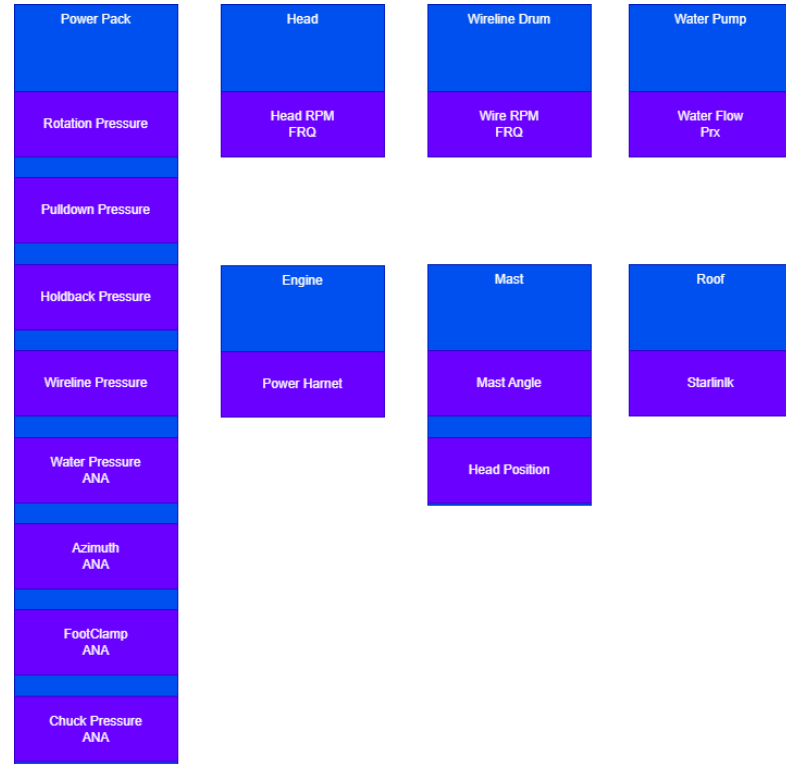 Power Pack
Rotation Pressure
Pulldown Pressure
Holdback Pressure
Wireline Pressure
Water Pressure
ANA
Azimuth
ANA
FootClamp
ANA
Chuck Pressure
ANA
Head
Head RPM
FRQ
Wireline Drum
Wire RPM
FRQ
Water Pump
Water Flow
Prx
Engine
Power Harnet
Mast
Mast Angle
Head Position
Roof
Starlinlk